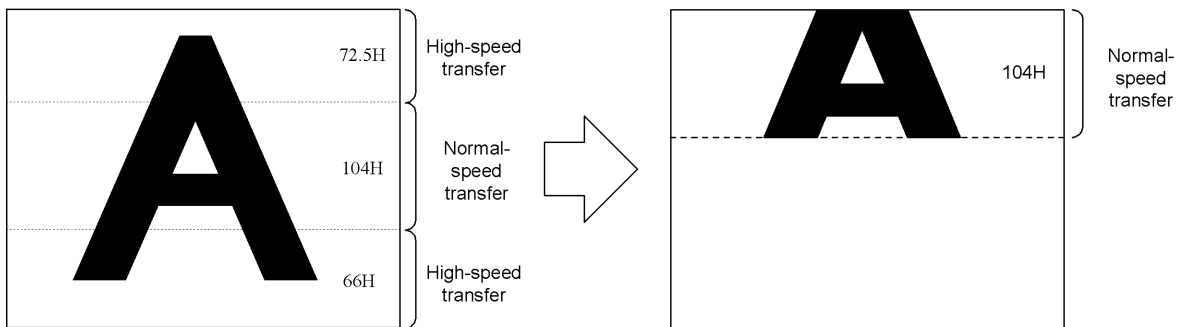 72.5H
High-speed
transfer
A
104H
Normal-
speed
transfer
66H
High-speed
transfer
A
104H
Normal-
speed
transfer